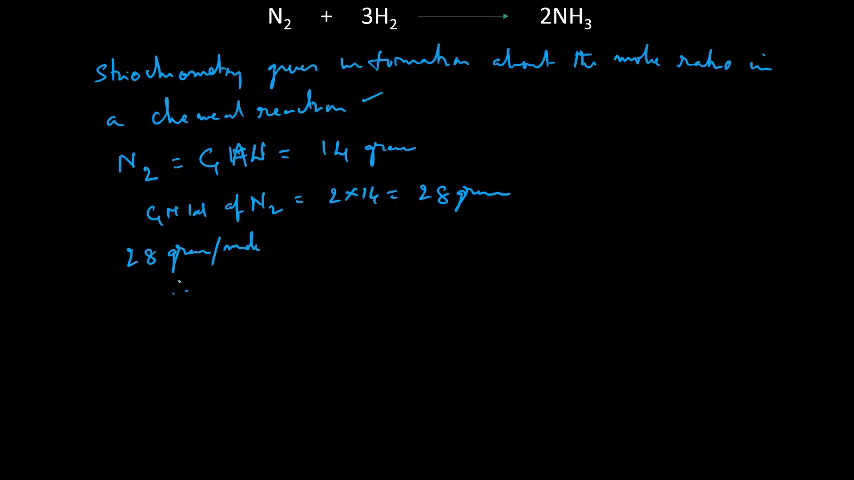 N₂ + 3H₂ ⟶ 2NH₃
Stoichiometry gives information about the mole ratio in
a chemical reaction ✓
N₂ = GAW = 14 gram
GMW of N₂ = 2×14 = 28 gram
28 gram/mole
∴